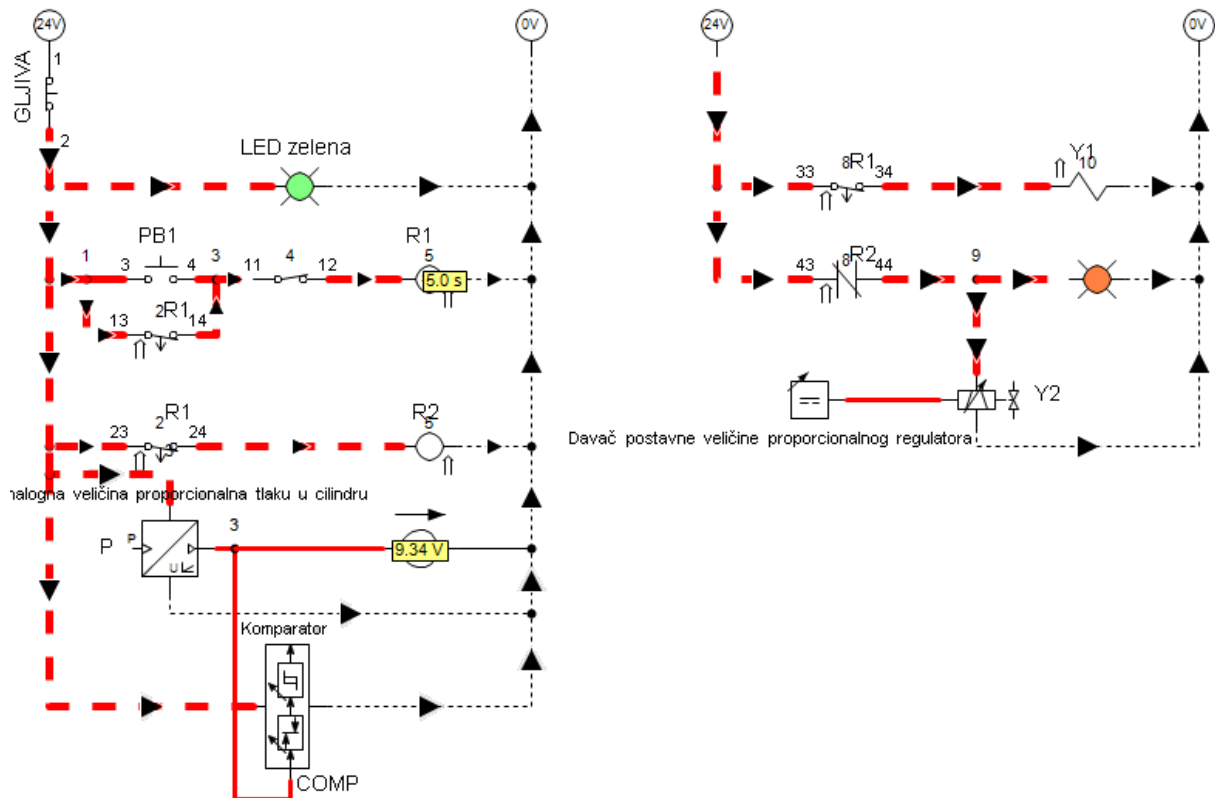 24V
0V
24V
0V
1
GLJIVA
2
LED zelena
33 8 R1 34
Y1
10
PB1
R1
1
3
4
3
11
4
12
5
5.0 s
43 8 R2 44
9
13 2 R1 14
Y2
R1
R2
23
2
24
5
3
Davač postavne veličine proporcionalnog regulatora
nalogna veličina proporcionalna tlaku u cilindru
P
P
U
3
9.34 V
Komparator
COMP